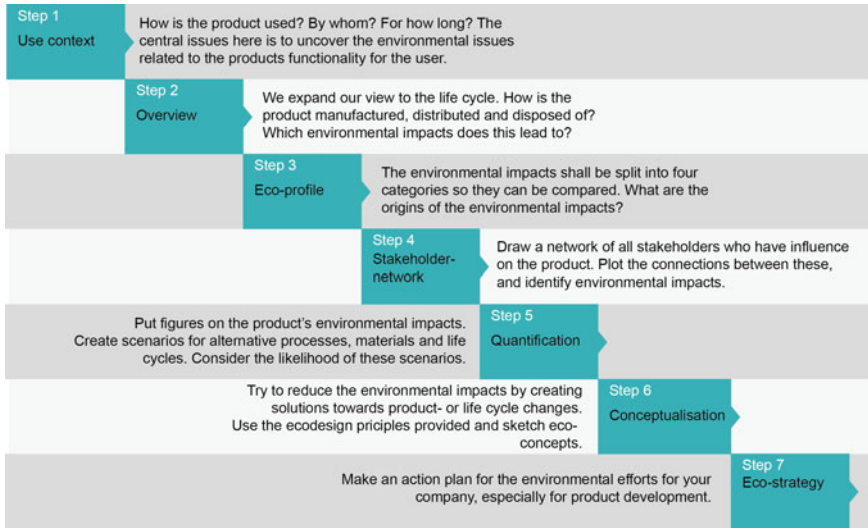 Step 1
Use context
How is the product used? By whom? For how long? The
central issues here is to uncover the environmental issues
related to the products functionality for the user.
Step 2
Overview
We expand our view to the life cycle. How is the
product manufactured, distributed and disposed of?
Which environmental impacts does this lead to?
Step 3
Eco-profile
The environmental impacts shall be split into four
categories so they can be compared. What are the
origins of the environmental impacts?
Step 4
Stakeholder-
network
Draw a network of all stakeholders who have influence
on the product. Plot the connections between these,
and identify environmental impacts.
Put figures on the product's environmental impacts.
Create scenarios for alternative processes, materials and life
cycles. Consider the likelihood of these scenarios.
Step 5
Quantification
Try to reduce the environmental impacts by creating
solutions towards product- or life cycle changes.
Use the ecodesign priciples provided and sketch eco-
concepts.
Step 6
Conceptualisation
Make an action plan for the environmental efforts for your
company, especially for product development.
Step 7
Eco-strategy